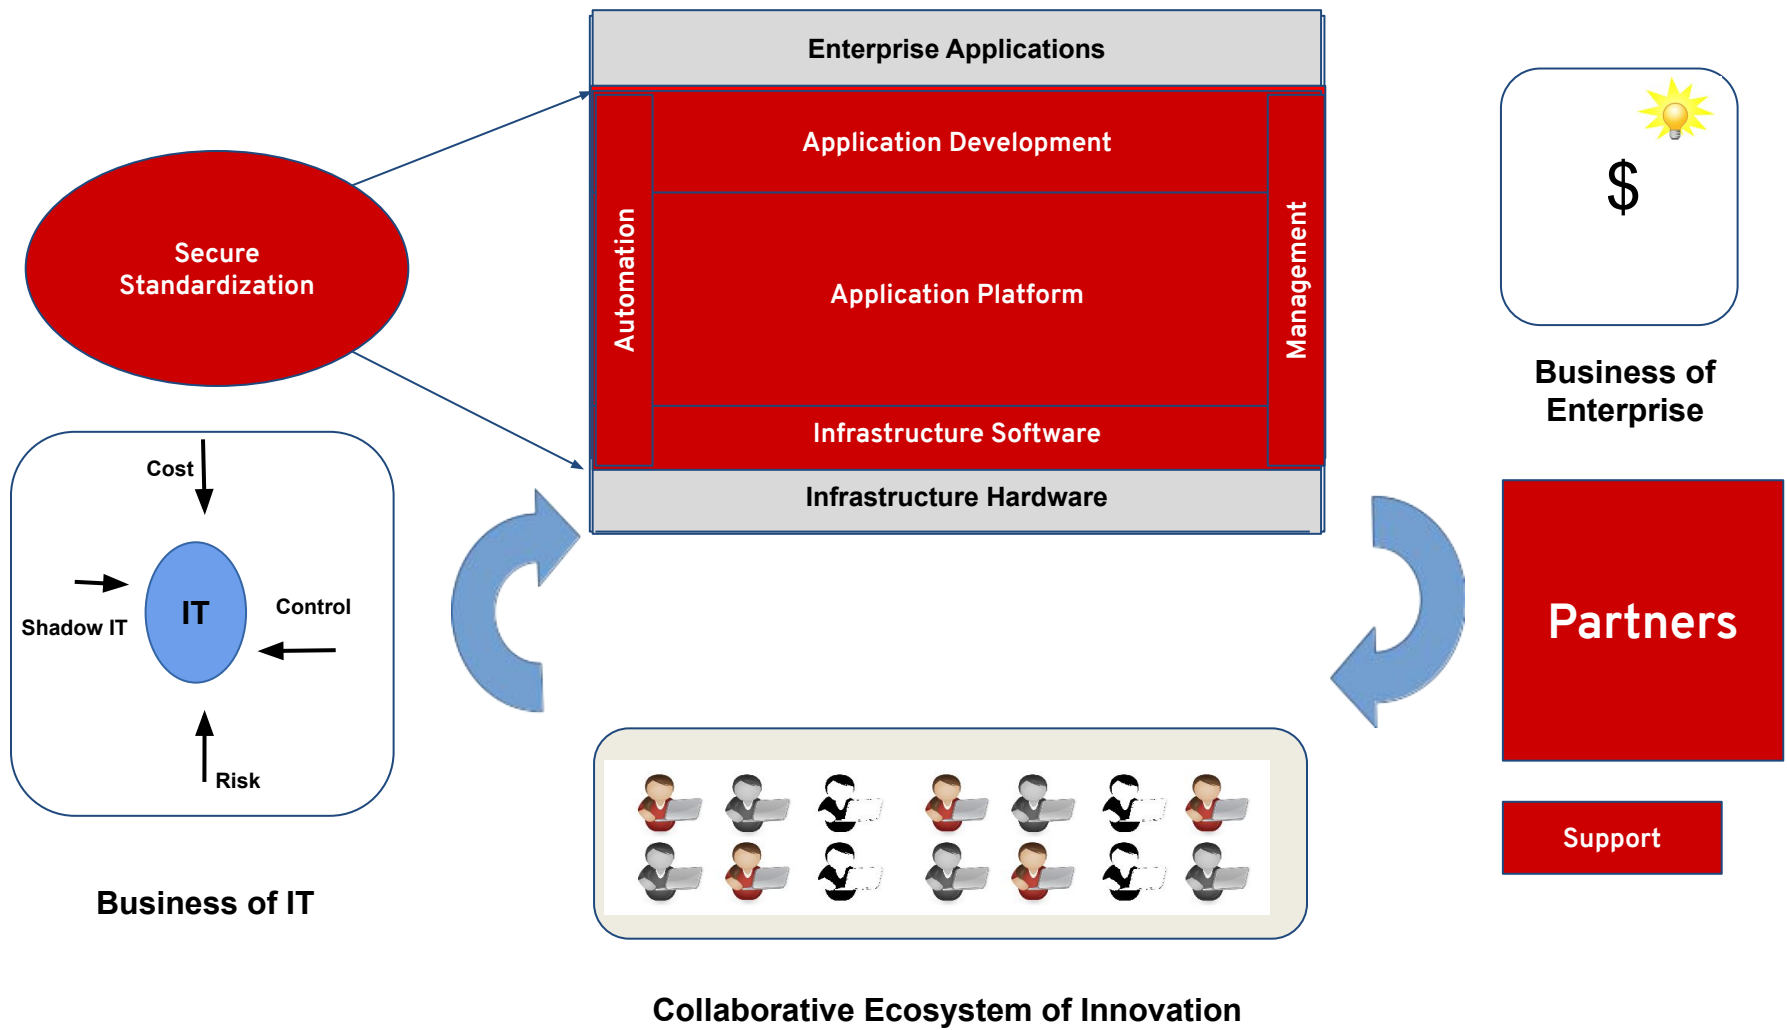 Enterprise Applications
Application Development
Automation
Application Platform
Management
Infrastructure Software
Infrastructure Hardware
Secure
Standardization
Cost
Shadow IT
IT
Control
Risk
Business of IT
$
Business of
Enterprise
Partners
Support
Collaborative Ecosystem of Innovation